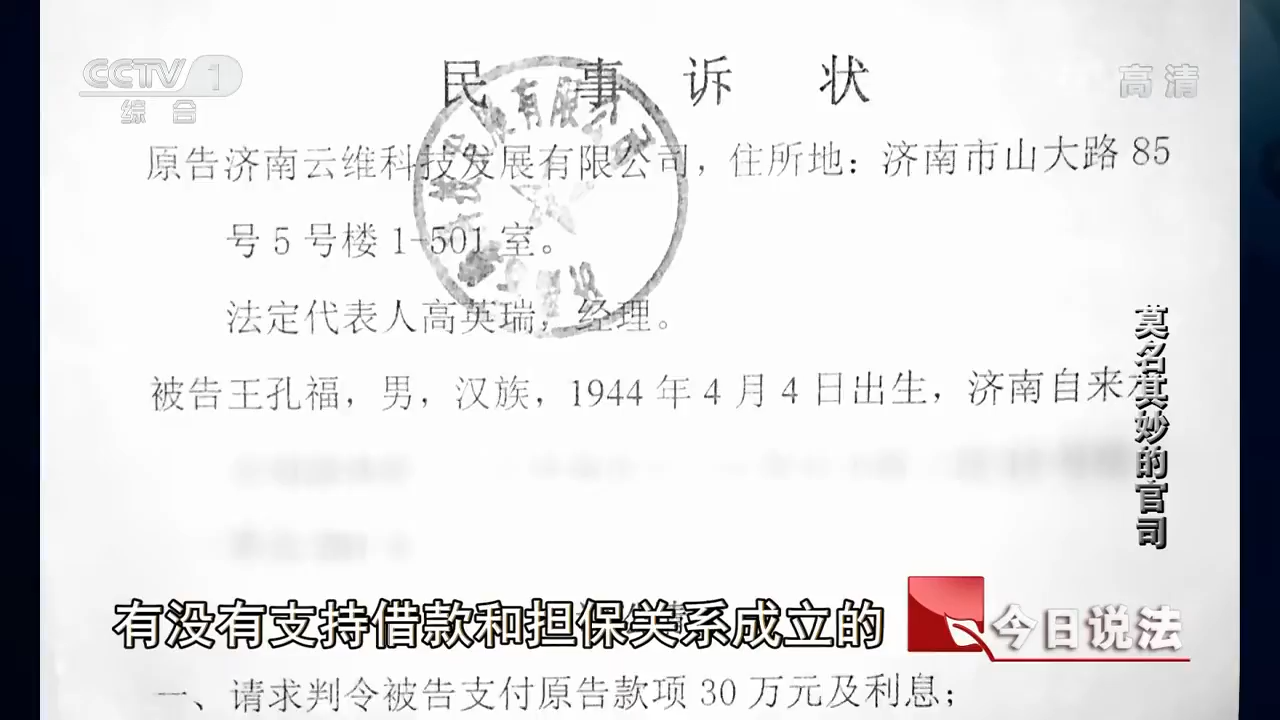 CCTV 1
综合
高清
民事诉状
原告济南云维科技发展有限公司，住所地：济南市山大路85
号5号楼1-501室。
法定代表人高英瑞，经理。
被告王孔福，男，汉族，1944年4月4日出生，济南自来
莫名其妙的官司
有没有支持借款和担保关系成立的
今日说法
一、请求判令被告支付原告款项30万元及利息；